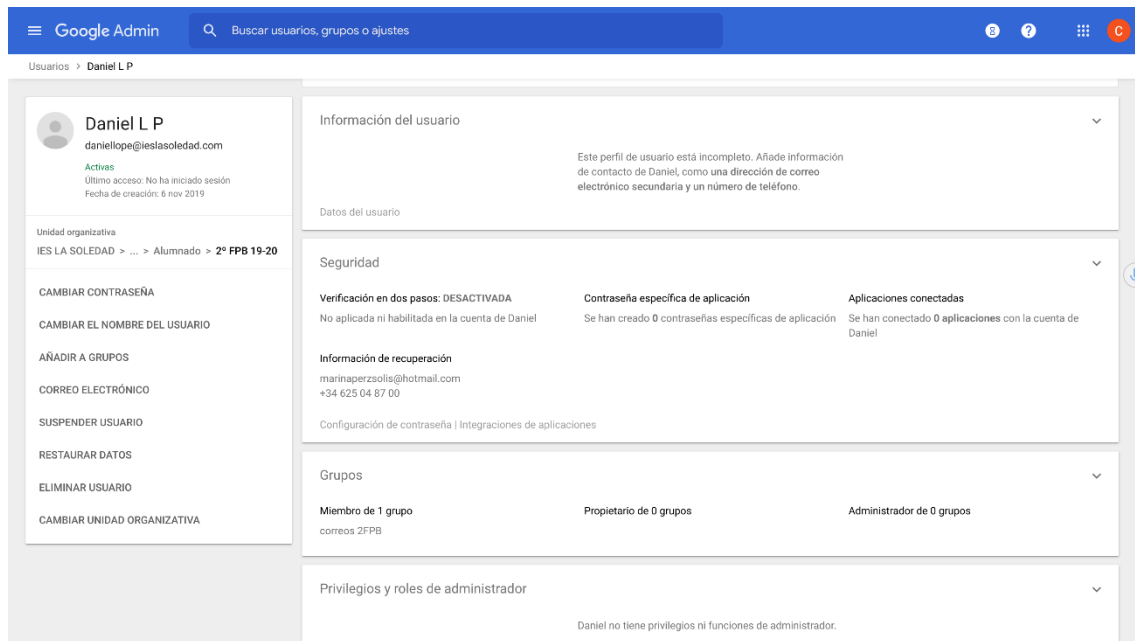 Google Admin
Buscar usuarios, grupos o ajustes
C
Usuarios > Daniel L P
Daniel L P
daniellope@ieslasoledad.com
Activas
Último acceso: No ha iniciado sesión
Fecha de creación: 6 nov 2019
Unidad organizativa
IES LA SOLEDAD > ... > Alumnado > 2º FPB 19-20
CAMBIAR CONTRASEÑA
CAMBIAR EL NOMBRE DEL USUARIO
AÑADIR A GRUPOS
CORREO ELECTRÓNICO
SUSPENDER USUARIO
RESTAURAR DATOS
ELIMINAR USUARIO
CAMBIAR UNIDAD ORGANIZATIVA
Información del usuario
Este perfil de usuario está incompleto. Añade información
de contacto de Daniel, como una dirección de correo
electrónico secundaria y un número de teléfono.
Datos del usuario
Seguridad
Verificación en dos pasos: DESACTIVADA
No aplicada ni habilitada en la cuenta de Daniel
Contraseña específica de aplicación
Se han creado 0 contraseñas específicas de aplicación
Aplicaciones conectadas
Se han conectado 0 aplicaciones con la cuenta de
Daniel
Información de recuperación
marinaperzsolis@hotmail.com
+34 625 04 87 00
Configuración de contraseña | Integraciones de aplicaciones
Grupos
Miembro de 1 grupo
correos 2FPB
Propietario de 0 grupos
Administrador de 0 grupos
Privilegios y roles de administrador
Daniel no tiene privilegios ni funciones de administrador.